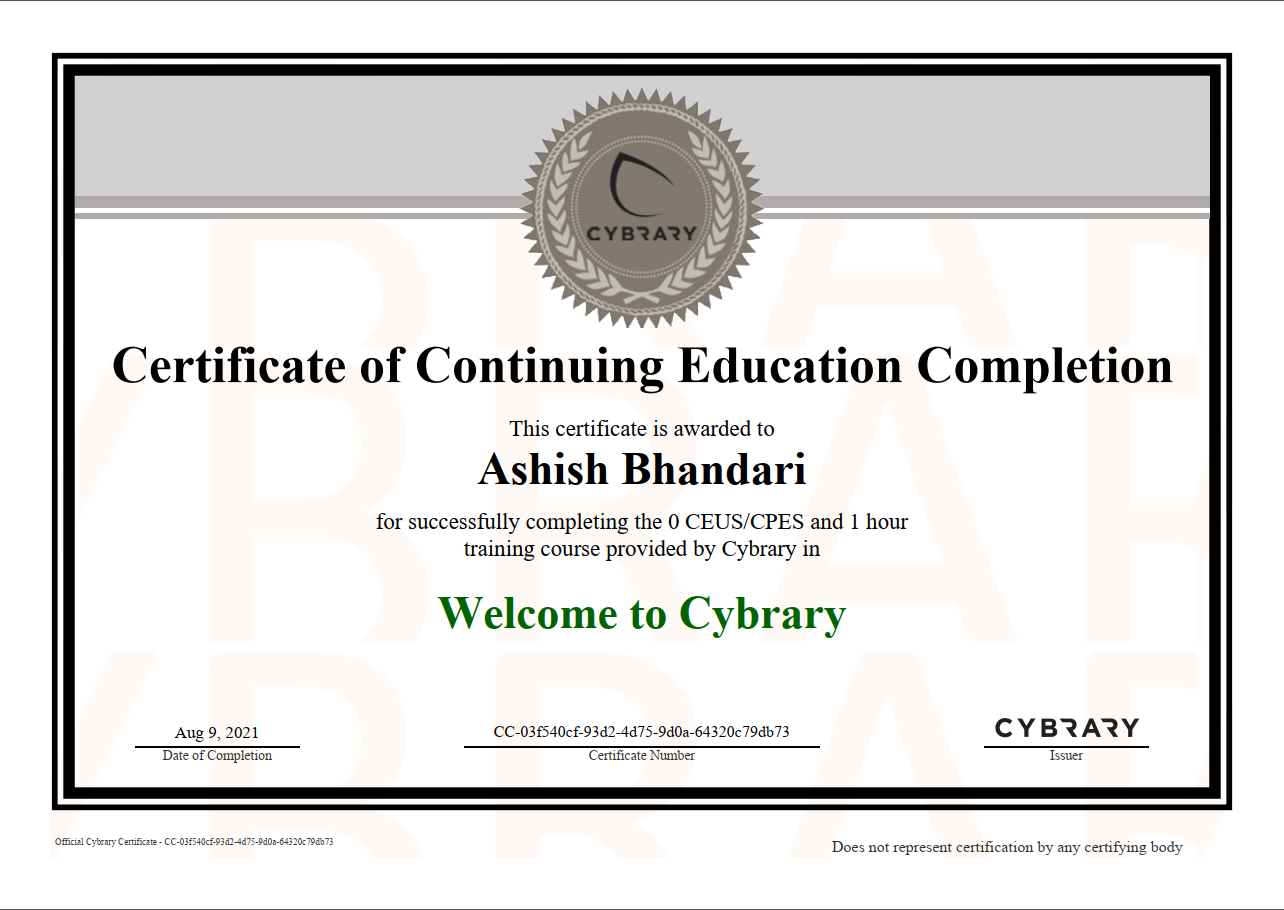 CYBRARY
Certificate of Continuing Education Completion
This certificate is awarded to
Ashish Bhandari
for successfully completing the 0 CEUS/CPES and 1 hour
training course provided by Cybrary in
Welcome to Cybrary
Aug 9, 2021
Date of Completion
CC-03f540cf-93d2-4d75-9d0a-64320c79db73
Certificate Number
CYBRARY
Issuer
Official Cybrary Certificate - CC-03f540cf-93d2-4d75-9d0a-64320c79db73
Does not represent certification by any certifying body